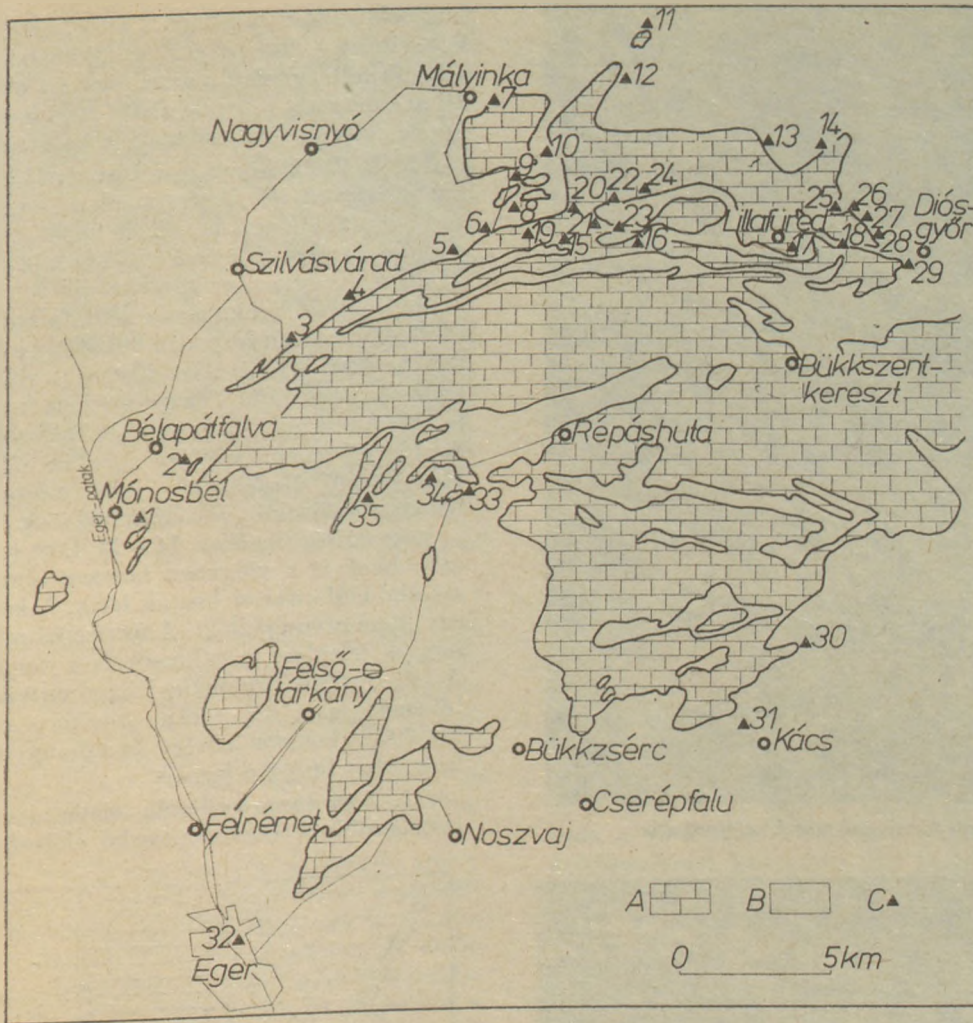 11
Mályinka
7
12
Nagyvisnyó
10
13
14
9
20
22
24
25
26
27
Diós-
győr
8
6
5
19
15
23
16
Lillafüred
17
18
28
29
Szilvásvárad
4
3
Bükkszent-
kereszt
Bélapátfalva
2
Répáshuta
Mónosbél
1
34
33
35
Eger-patak
30
Felső-
tárkány
31
Kács
Bükkzsérc
Cserépfalu
Felnémet
Noszvaj
A
B
C
32
Eger
0
5km